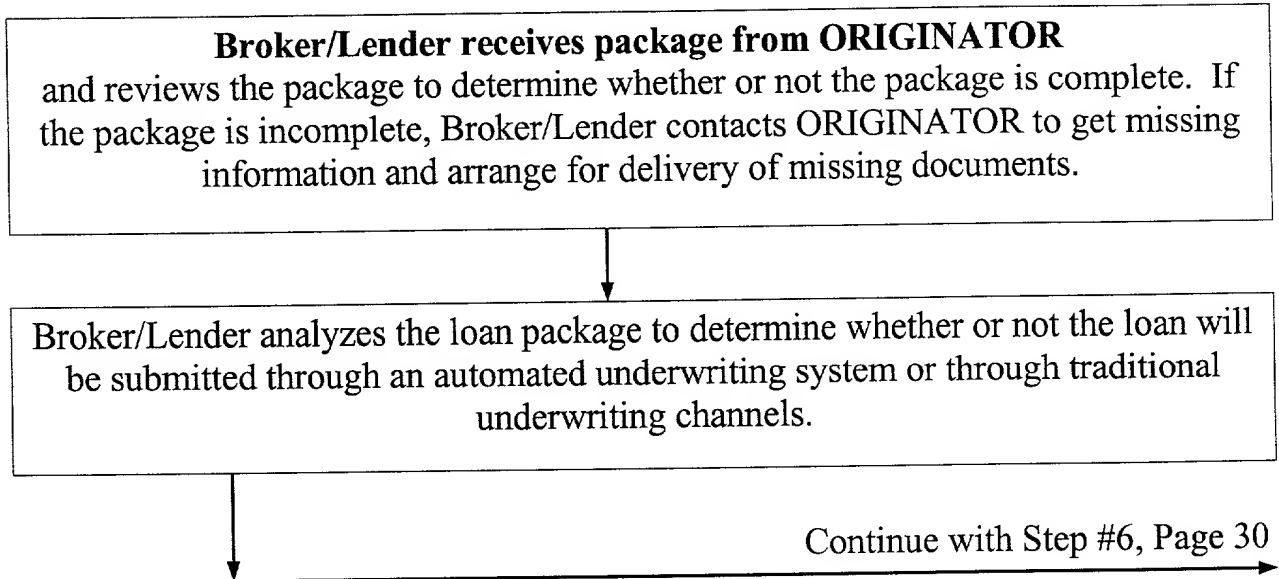 Broker/Lender receives package from ORIGINATOR
and reviews the package to determine whether or not the package is complete. If
the package is incomplete, Broker/Lender contacts ORIGINATOR to get missing
information and arrange for delivery of missing documents.
Broker/Lender analyzes the loan package to determine whether or not the loan will
be submitted through an automated underwriting system or through traditional
underwriting channels.
Continue with Step #6, Page 30